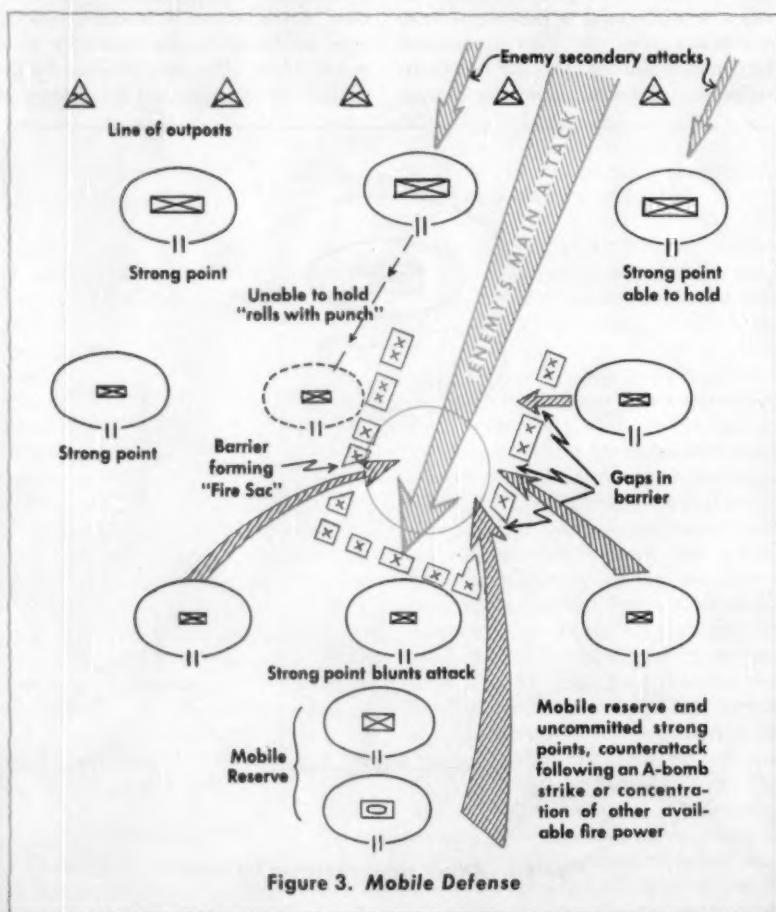 Enemy secondary attacks
Line of outposts
ENEMY'S MAIN ATTACK
Strong point
Strong point
able to hold
Unable to hold
"rolls with punch"
Strong point
Barrier
forming
"Fire Sac"
Gaps in
barrier
Strong point blunts attack
Mobile
Reserve
Mobile reserve and
uncommitted strong
points, counterattack
following an A-bomb
strike or concentra-
tion of other avail-
able fire power
Figure 3. Mobile Defense